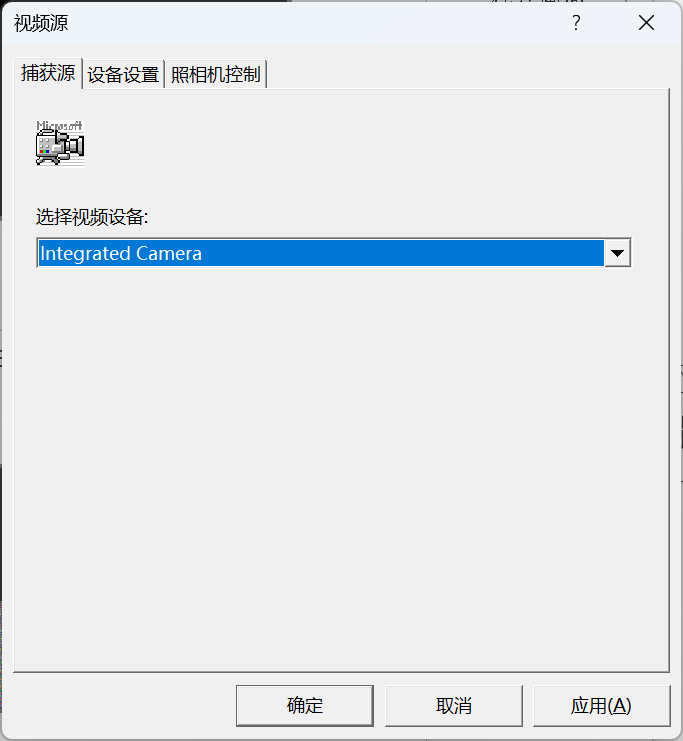 视频源
?
捕获源 设备设置 照相机控制
Microsoft
选择视频设备:
Integrated Camera
确定 取消 应用(A)